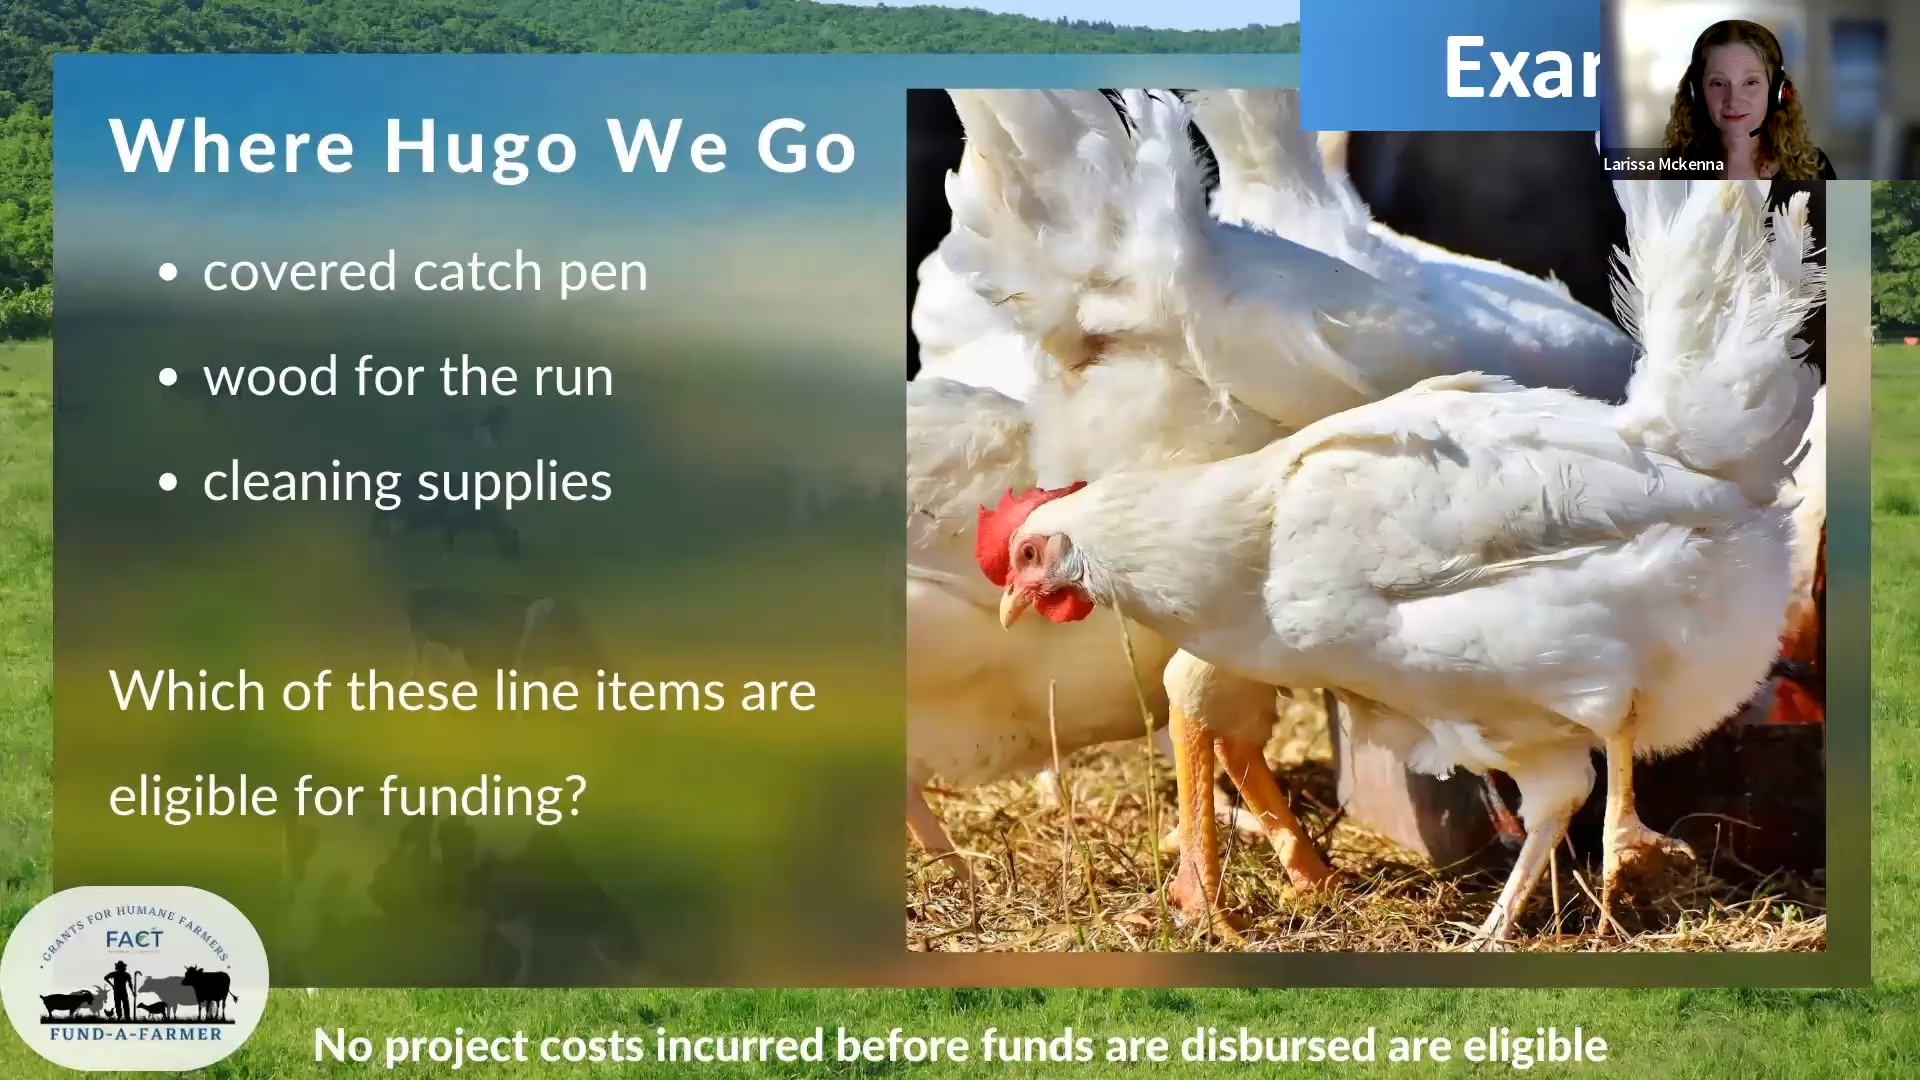 Exam
Larissa Mckenna
Where Hugo We Go
• covered catch pen
• wood for the run
• cleaning supplies
Which of these line items are
eligible for funding?
• GRANTS FOR HUMANE FARMERS •
FACT
FUND-A-FARMER
No project costs incurred before funds are disbursed are eligible